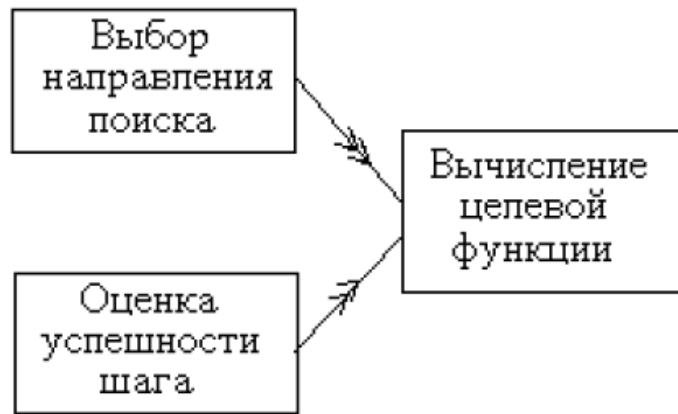 Выбор
направления
поиска
Вычисление
целевой
функции
Оценка
успешности
шага